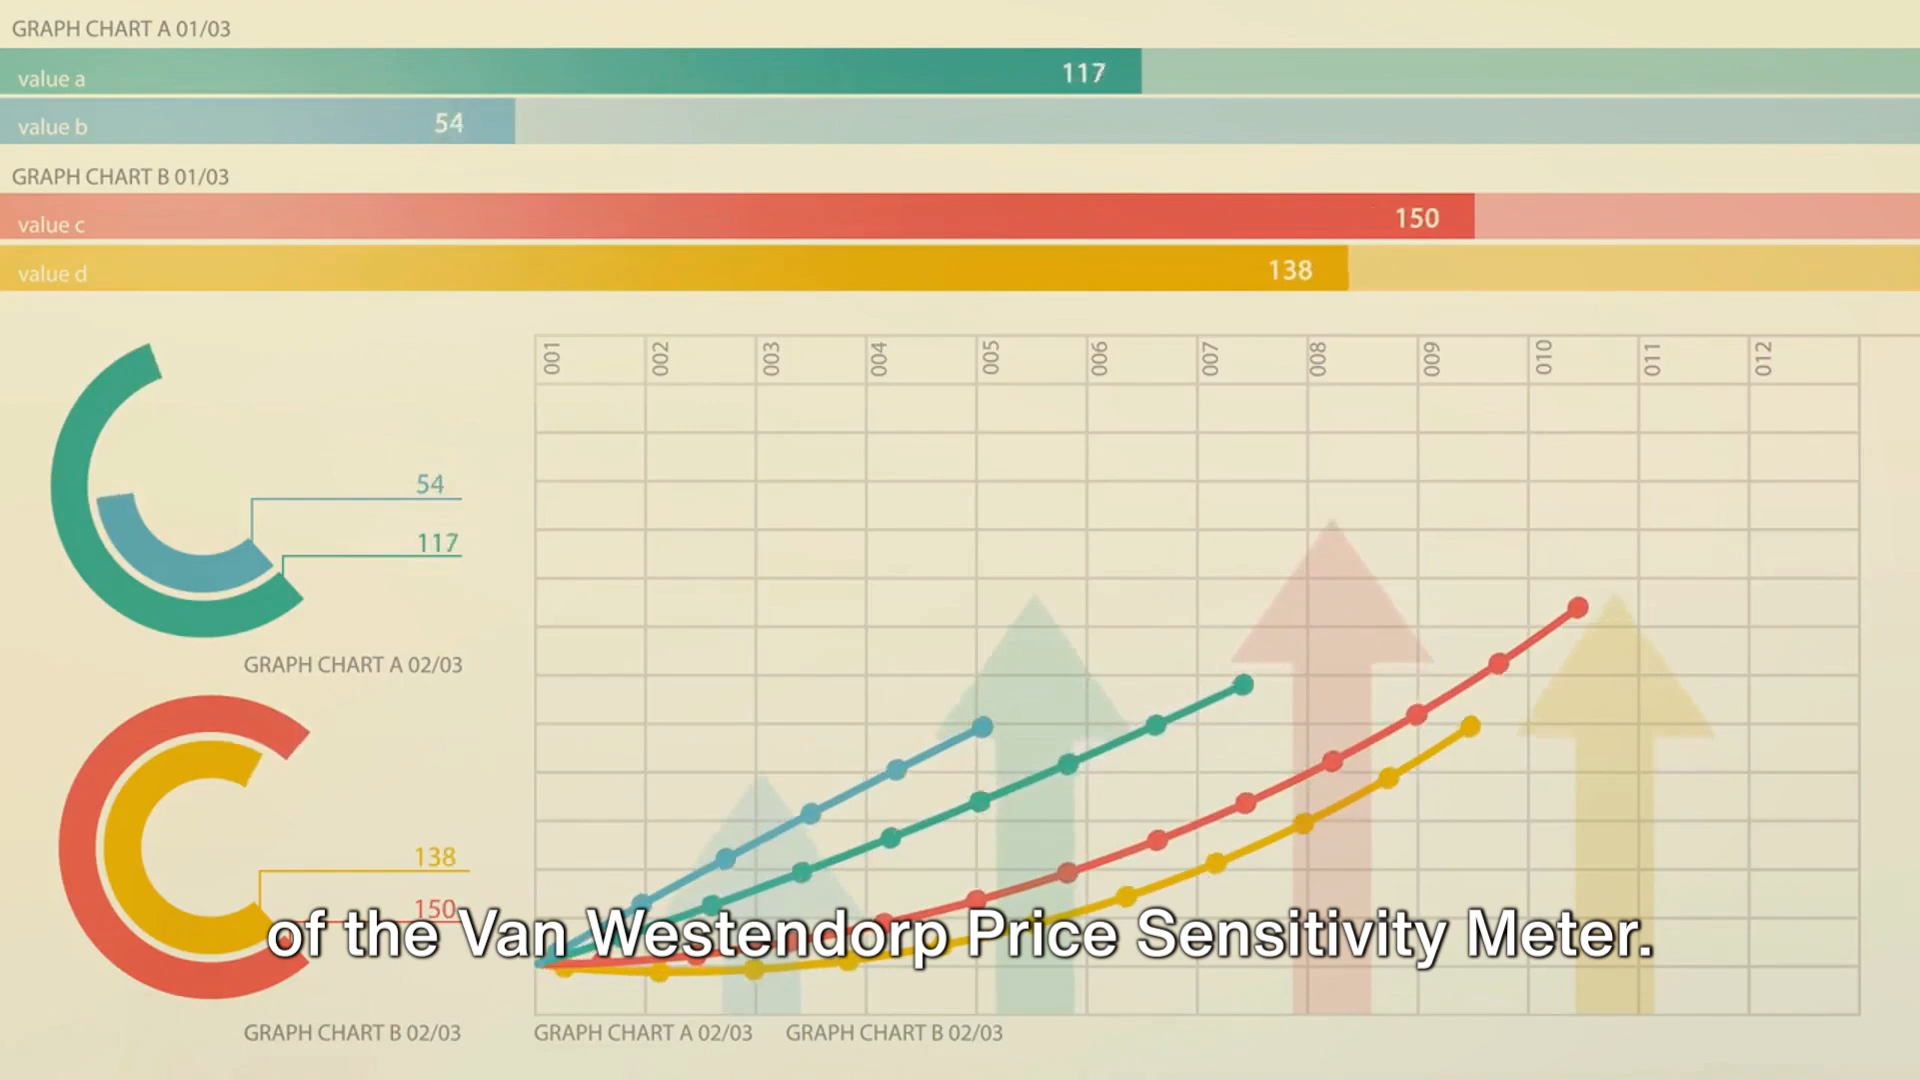 GRAPH CHART A 01/03
value a 117
value b 54
GRAPH CHART B 01/03
value c 150
value d 138
001 002 003 004 005 006 007 008 009 010 011 012
54
117
GRAPH CHART A 02/03
138
150
of the Van Westendorp Price Sensitivity Meter.
GRAPH CHART B 02/03
GRAPH CHART A 02/03 GRAPH CHART B 02/03